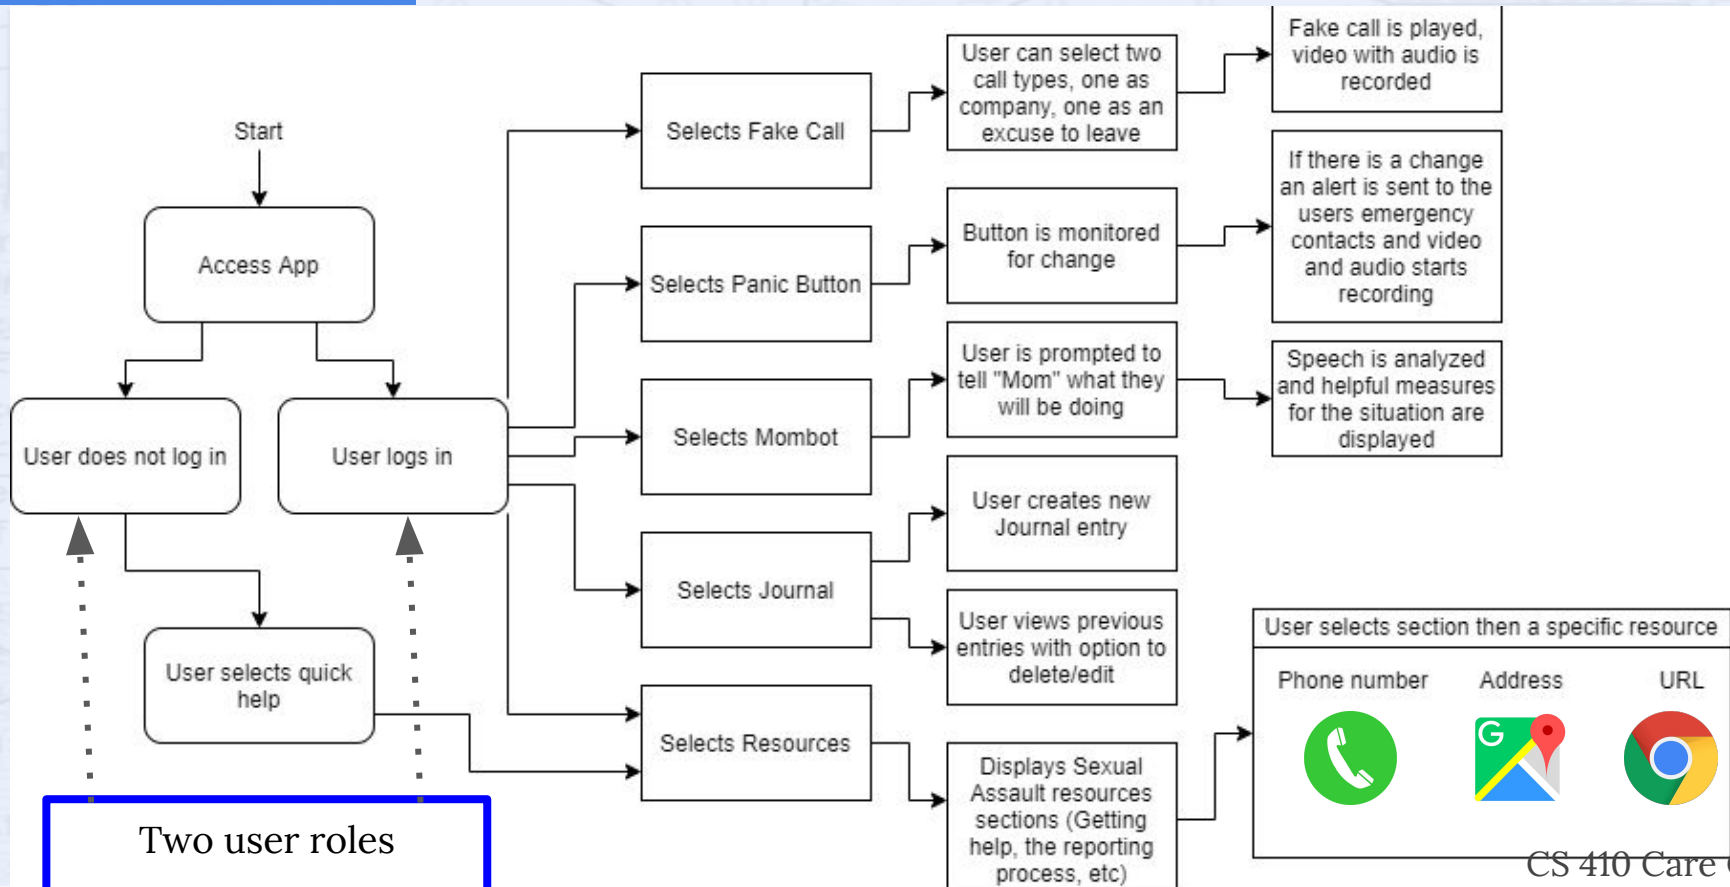 Start
Access App
User does not log in
User logs in
User selects quick
help
Two user roles
Selects Fake Call
Selects Panic Button
Selects Mombot
Selects Journal
Selects Resources
User can select two
call types, one as
company, one as an
excuse to leave
Fake call is played,
video with audio is
recorded
Button is monitored
for change
If there is a change
an alert is sent to the
users emergency
contacts and video
and audio starts
recording
User is prompted to
tell "Mom" what they
will be doing
Speech is analyzed
and helpful measures
for the situation are
displayed
User creates new
Journal entry
User views previous
entries with option to
delete/edit
Displays Sexual
Assault resources
sections (Getting
help, the reporting
process, etc)
User selects section then a specific resource
Phone number
Address
URL
G
CS 410 Care